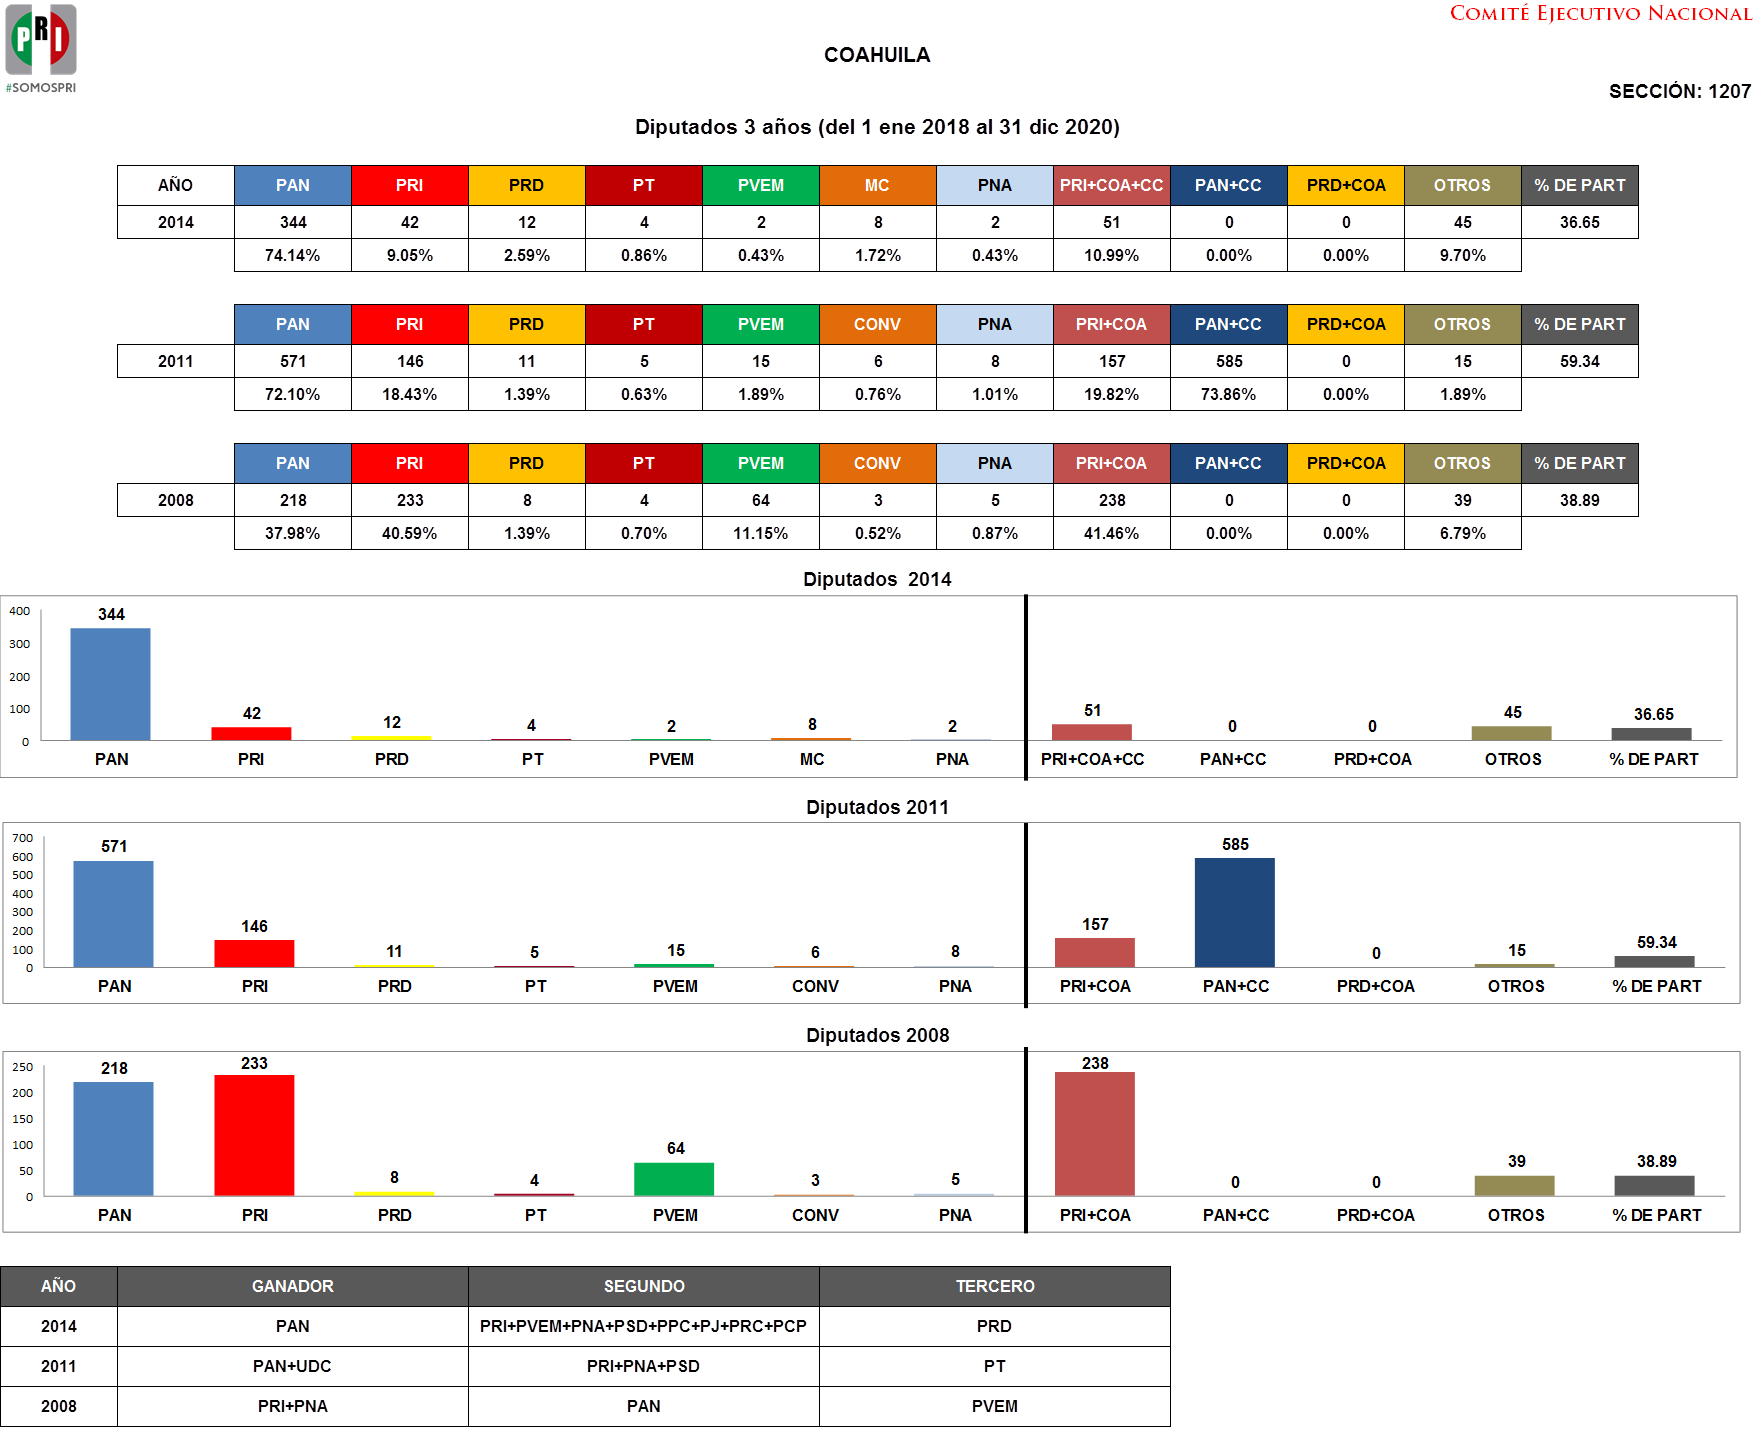 PRI
#SOMOSPRI
COMITÉ EJECUTIVO NACIONAL
COAHUILA
SECCIÓN: 1207
Diputados 3 años (del 1 ene 2018 al 31 dic 2020)
AÑO PAN PRI PRD PT PVEM MC PNA PRI+COA+CC PAN+CC PRD+COA OTROS % DE PART
2014 344 42 12 4 2 8 2 51 0 0 45 36.65
74.14% 9.05% 2.59% 0.86% 0.43% 1.72% 0.43% 10.99% 0.00% 0.00% 9.70%
PAN PRI PRD PT PVEM CONV PNA PRI+COA PAN+CC PRD+COA OTROS % DE PART
2011 571 146 11 5 15 6 8 157 585 0 15 59.34
72.10% 18.43% 1.39% 0.63% 1.89% 0.76% 1.01% 19.82% 73.86% 0.00% 1.89%
PAN PRI PRD PT PVEM CONV PNA PRI+COA PAN+CC PRD+COA OTROS % DE PART
2008 218 233 8 4 64 3 5 238 0 0 39 38.89
37.98% 40.59% 1.39% 0.70% 11.15% 0.52% 0.87% 41.46% 0.00% 0.00% 6.79%
Diputados 2014
400
300
200
100
0
344 42 12 4 2 8 2 51 0 0 45 36.65
PAN PRI PRD PT PVEM MC PNA PRI+COA+CC PAN+CC PRD+COA OTROS % DE PART
Diputados 2011
700
600
500
400
300
200
100
0
571 146 11 5 15 6 8 157 585 0 15 59.34
PAN PRI PRD PT PVEM CONV PNA PRI+COA PAN+CC PRD+COA OTROS % DE PART
Diputados 2008
250
200
150
100
50
0
218 233 8 4 64 3 5 238 0 0 39 38.89
PAN PRI PRD PT PVEM CONV PNA PRI+COA PAN+CC PRD+COA OTROS % DE PART
AÑO GANADOR SEGUNDO TERCERO
2014 PAN PRI+PVEM+PNA+PSD+PPC+PJ+PRC+PCP PRD
2011 PAN+UDC PRI+PNA+PSD PT
2008 PRI+PNA PAN PVEM